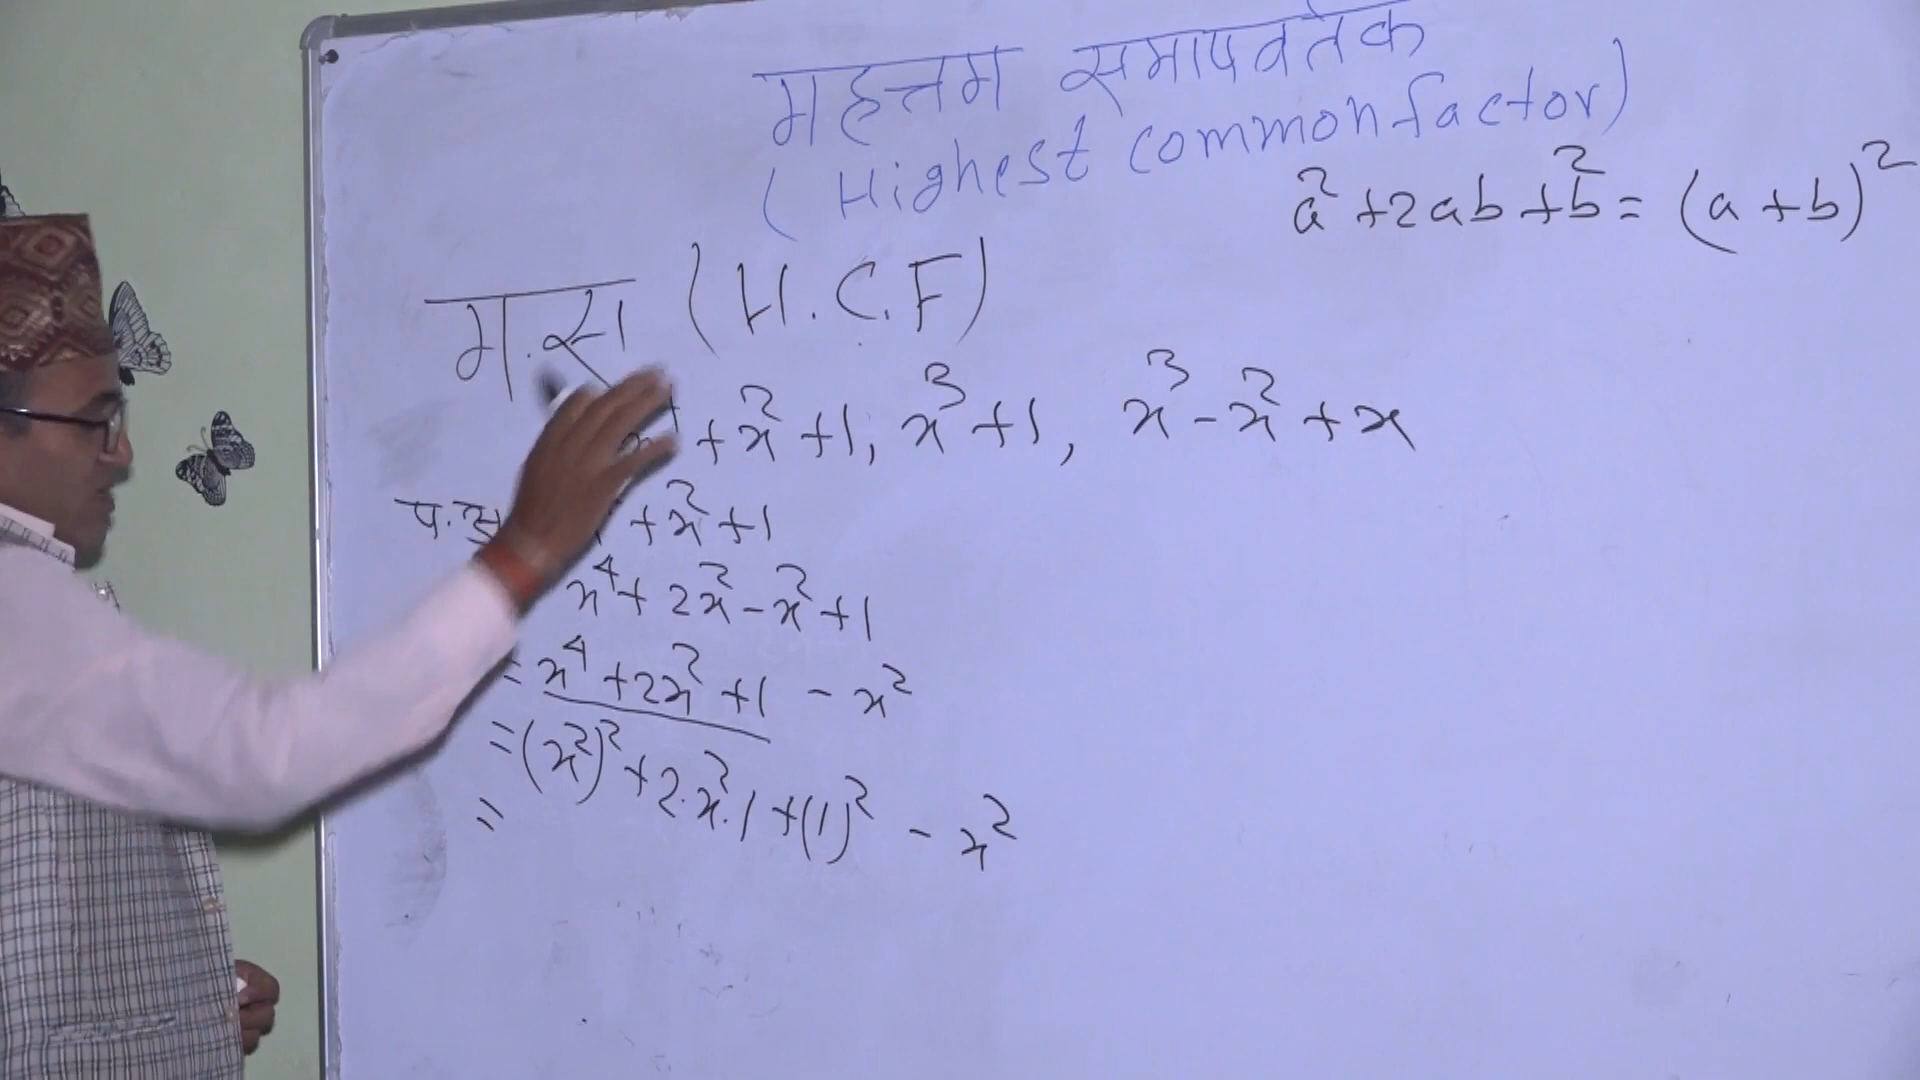 महत्तम समापवर्तक
(Highest common factor)
a²+2ab+b²= (a+b)²
म.स (H.C.F)
+x²+1, x³+1, x³-x²+x
प. +x²+1
x⁴+2x²-x²+1
= x⁴+2x²+1 - x²
=(x²)²+2.x².1+(1)² - x²
=